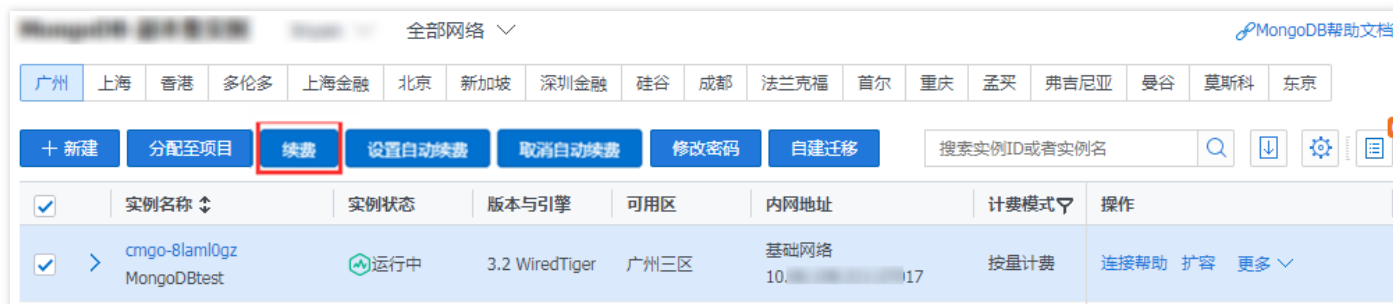 全部网络 MongoDB帮助文档
广州 上海 香港 多伦多 上海金融 北京 新加坡 深圳金融 硅谷 成都 法兰克福 首尔 重庆 孟买 弗吉尼亚 曼谷 莫斯科 东京
+ 新建 分配至项目 续费 设置自动续费 取消自动续费 修改密码 自建迁移 搜索实例ID或者实例名
实例名称 实例状态 版本与引擎 可用区 内网地址 计费模式 操作
cmgo-8laml0gz 基础网络
运行中 3.2 WiredTiger 广州三区 按量计费 连接帮助 扩容 更多
MongoDBtest 10. 17